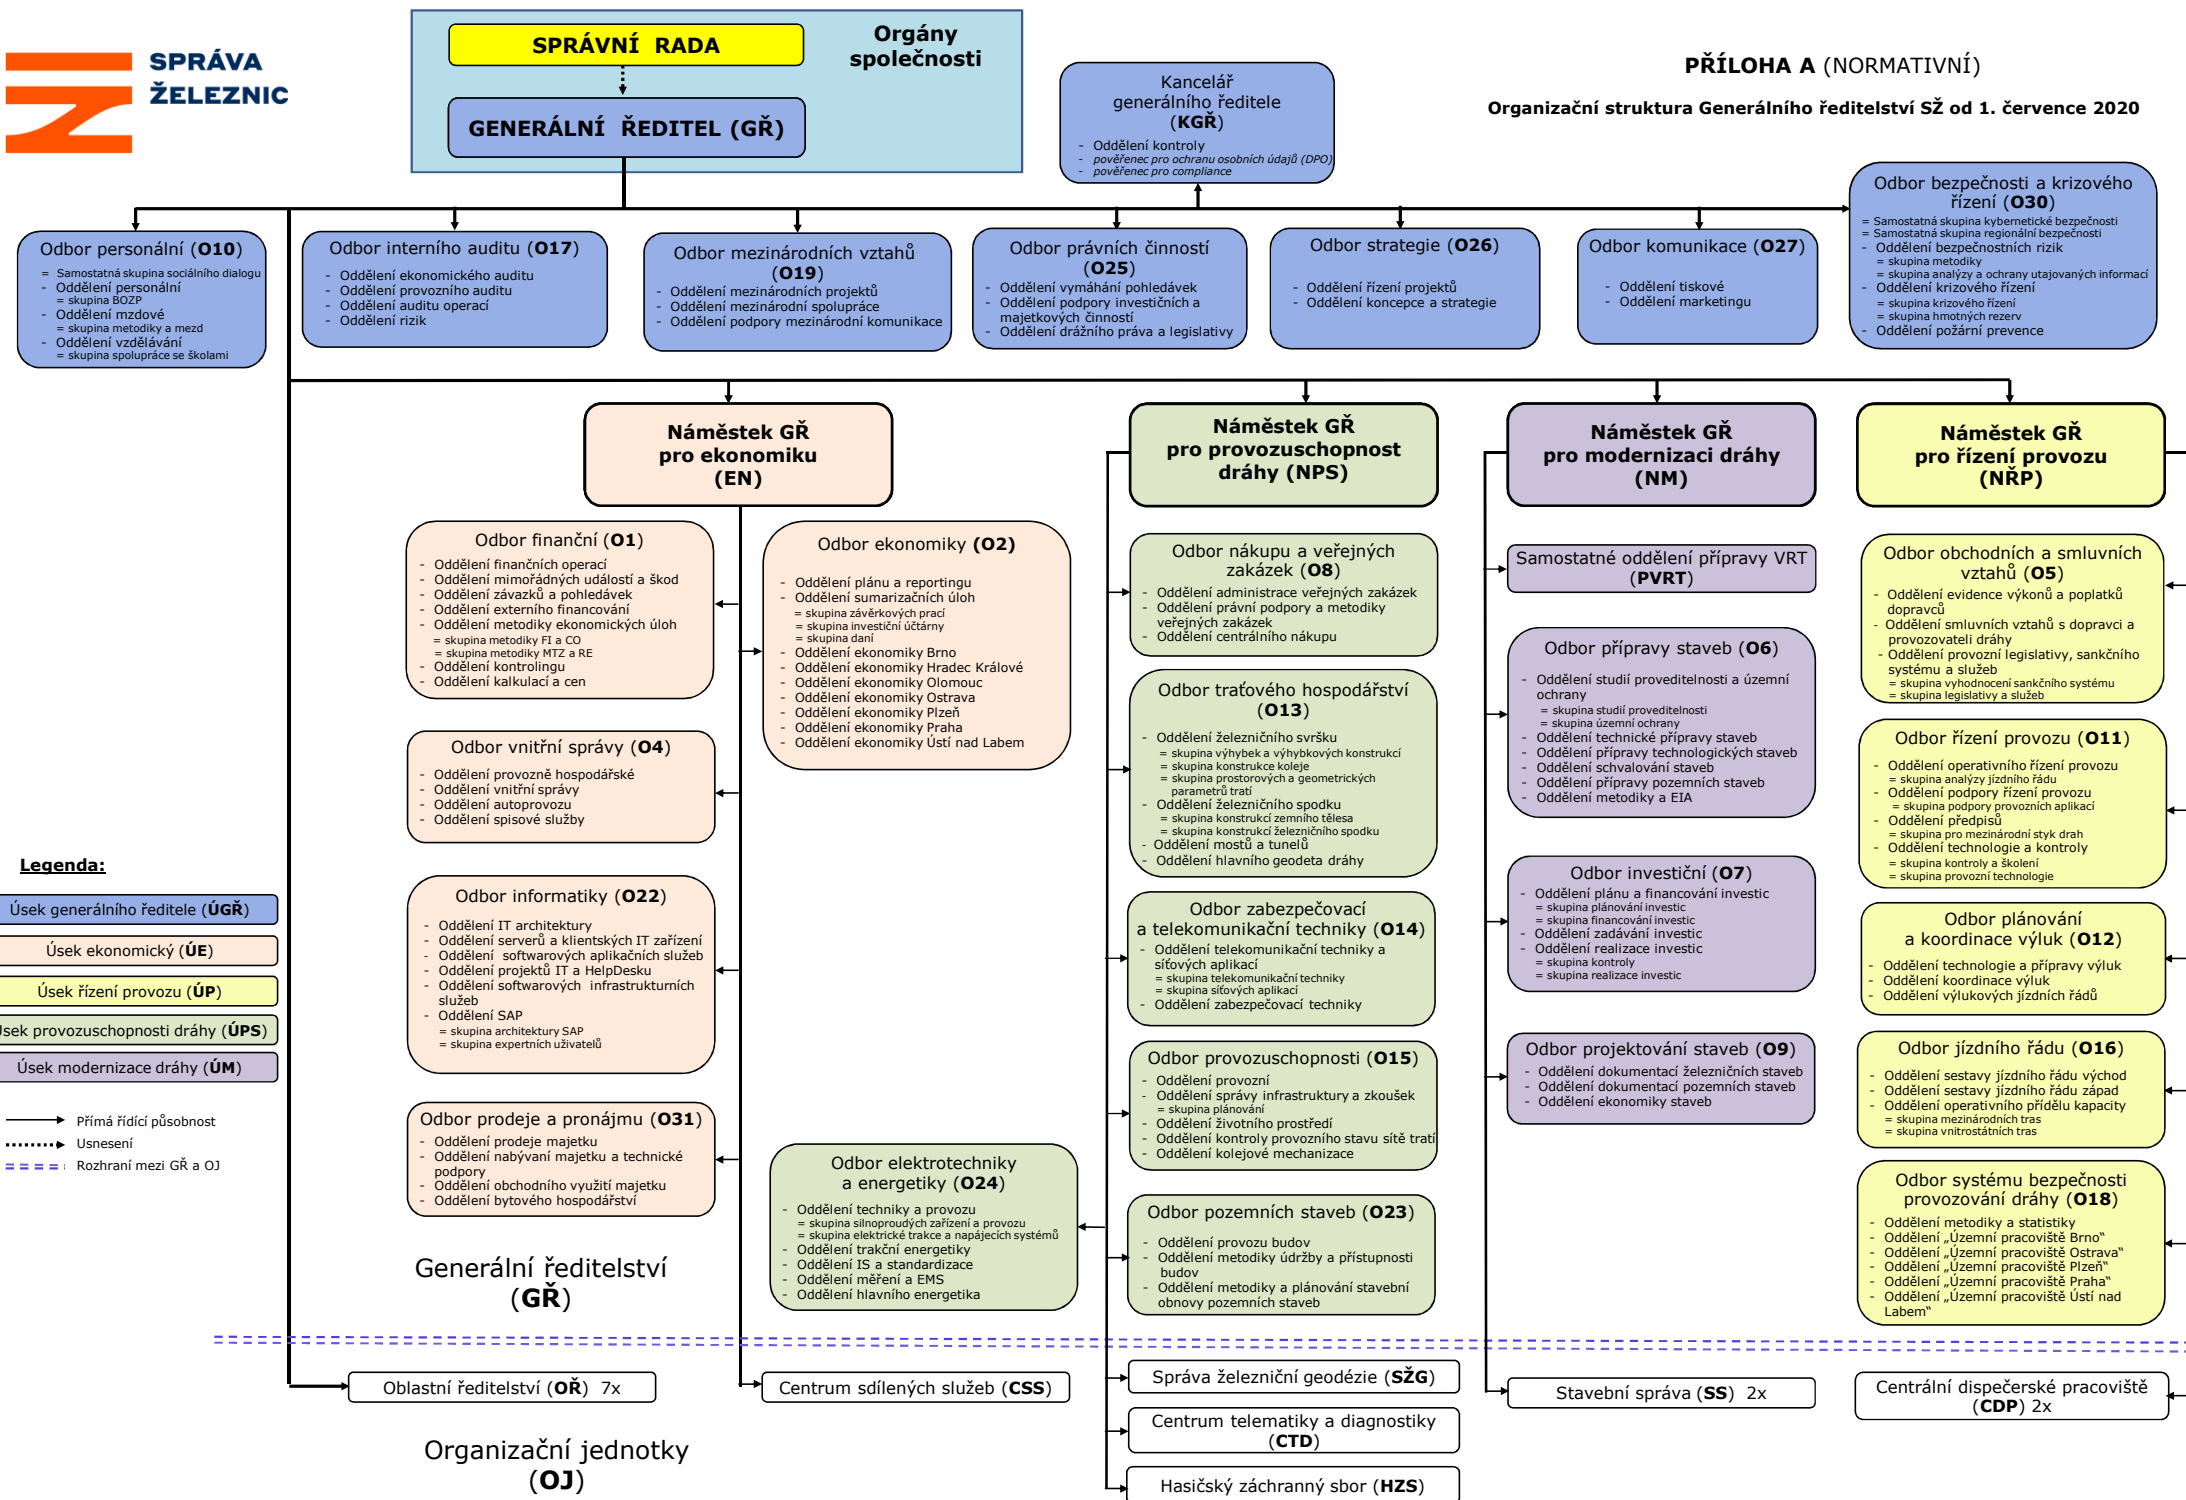 SPRÁVA
ŽELEZNIC
SPRÁVNÍ RADA
Orgány
společnosti
GENERÁLNÍ ŘEDITEL (GŘ)
Kancelář
generálního ředitele
(KGŘ)
- Oddělení kontroly
- pověřenec pro ochranu osobních údajů (DPO)
- pověřenec pro compliance
PŘÍLOHA A (NORMATIVNÍ)
Organizační struktura Generálního ředitelství SŽ od 1. července 2020
Odbor personální (O10)
= Samostatná skupina sociálního dialogu
- Oddělení personální
= skupina BOZP
- Oddělení mzdové
= skupina metodiky a mezd
- Oddělení vzdělávání
= skupina spolupráce se školami
Odbor interního auditu (O17)
- Oddělení ekonomického auditu
- Oddělení provozního auditu
- Oddělení auditu operací
- Oddělení rizik
Odbor mezinárodních vztahů
(O19)
- Oddělení mezinárodních projektů
- Oddělení mezinárodní spolupráce
- Oddělení podpory mezinárodní komunikace
Odbor právních činností
(O25)
- Oddělení vymáhání pohledávek
- Oddělení podpory investičních a
majetkových činností
- Oddělení drážního práva a legislativy
Odbor strategie (O26)
- Oddělení řízení projektů
- Oddělení koncepce a strategie
Odbor komunikace (O27)
- Oddělení tiskové
- Oddělení marketingu
Odbor bezpečnosti a krizového
řízení (O30)
= Samostatná skupina kybernetické bezpečnosti
= Samostatná skupina regionální bezpečnosti
- Oddělení bezpečnostních rizik
= skupina metodiky
= skupina analýzy a ochrany utajovaných informací
- Oddělení krizového řízení
= skupina krizového řízení
= skupina hmotných rezerv
- Oddělení požární prevence
Náměstek GŘ
pro ekonomiku
(EN)
Odbor finanční (O1)
- Oddělení finančních operací
- Oddělení mimořádných událostí a škod
- Oddělení závazků a pohledávek
- Oddělení externího financování
- Oddělení metodiky ekonomických úloh
= skupina metodiky FI a CO
= skupina metodiky MTZ a RE
- Oddělení kontrolingu
- Oddělení kalkulací a cen
Odbor ekonomiky (O2)
- Oddělení plánu a reportingu
- Oddělení sumarizačních úloh
= skupina závěrkových prací
= skupina investiční účtárny
= skupina daní
- Oddělení ekonomiky Brno
- Oddělení ekonomiky Hradec Králové
- Oddělení ekonomiky Olomouc
- Oddělení ekonomiky Ostrava
- Oddělení ekonomiky Plzeň
- Oddělení ekonomiky Praha
- Oddělení ekonomiky Ústí nad Labem
Odbor vnitřní správy (O4)
- Oddělení provozně hospodářské
- Oddělení vnitřní správy
- Oddělení autoprovozu
- Oddělení spisové služby
Odbor informatiky (O22)
- Oddělení IT architektury
- Oddělení serverů a klientských IT zařízení
- Oddělení softwarových aplikačních služeb
- Oddělení projektů IT a HelpDesku
- Oddělení softwarových infrastrukturních
služeb
- Oddělení SAP
= skupina architektury SAP
= skupina expertních uživatelů
Odbor prodeje a pronájmu (O31)
- Oddělení prodeje majetku
- Oddělení nabývaní majetku a technické
podpory
- Oddělení obchodního využití majetku
- Oddělení bytového hospodářství
Náměstek GŘ
pro provozuschopnost
dráhy (NPS)
Odbor nákupu a veřejných
zakázek (O8)
- Oddělení administrace veřejných zakázek
- Oddělení právní podpory a metodiky
veřejných zakázek
- Oddělení centrálního nákupu
Odbor traťového hospodářství
(O13)
- Oddělení železničního svršku
= skupina výhybek a výhybkových konstrukcí
= skupina konstrukce koleje
= skupina prostorových a geometrických
parametrů tratí
- Oddělení železničního spodku
= skupina konstrukcí zemního tělesa
= skupina konstrukcí železničního spodku
- Oddělení mostů a tunelů
- Oddělení hlavního geodeta dráhy
Odbor zabezpečovací
a telekomunikační techniky (O14)
- Oddělení telekomunikační techniky a
síťových aplikací
= skupina telekomunikační techniky
= skupina síťových aplikací
- Oddělení zabezpečovací techniky
Odbor provozuschopnosti (O15)
- Oddělení provozní
- Oddělení správy infrastruktury a zkoušek
= skupina plánování
- Oddělení životního prostředí
- Oddělení kontroly provozního stavu sítě tratí
- Oddělení kolejové mechanizace
Odbor elektrotechniky
a energetiky (O24)
- Oddělení techniky a provozu
= skupina silnoproudých zařízení a provozu
= skupina elektrické trakce a napájecích systémů
- Oddělení trakční energetiky
- Oddělení IS a standardizace
- Oddělení měření a EMS
- Oddělení hlavního energetika
Odbor pozemních staveb (O23)
- Oddělení provozu budov
- Oddělení metodiky údržby a přístupnosti
budov
- Oddělení metodiky a plánování stavební
obnovy pozemních staveb
Náměstek GŘ
pro modernizaci dráhy
(NM)
Samostatné oddělení přípravy VRT
(PVRT)
Odbor přípravy staveb (O6)
- Oddělení studií proveditelnosti a územní
ochrany
= skupina studií proveditelnosti
= skupina územní ochrany
- Oddělení technické přípravy staveb
- Oddělení přípravy technologických staveb
- Oddělení schvalování staveb
- Oddělení přípravy pozemních staveb
- Oddělení metodiky a EIA
Odbor investiční (O7)
- Oddělení plánu a financování investic
= skupina plánování investic
= skupina financování investic
- Oddělení zadávání investic
- Oddělení realizace investic
= skupina kontroly
= skupina realizace investic
Odbor projektování staveb (O9)
- Oddělení dokumentací železničních staveb
- Oddělení dokumentací pozemních staveb
- Oddělení ekonomiky staveb
Náměstek GŘ
pro řízení provozu
(NŘP)
Odbor obchodních a smluvních
vztahů (O5)
- Oddělení evidence výkonů a poplatků
dopravců
- Oddělení smluvních vztahů s dopravci a
provozovateli dráhy
- Oddělení provozní legislativy, sankčního
systému a služeb
= skupina vyhodnocení sankčního systému
= skupina legislativy a služeb
Odbor řízení provozu (O11)
- Oddělení operativního řízení provozu
= skupina analýzy jízdního řádu
- Oddělení podpory řízení provozu
= skupina podpory provozních aplikací
- Oddělení předpisů
= skupina pro mezinárodní styk drah
- Oddělení technologie a kontroly
= skupina kontroly a školení
= skupina provozní technologie
Odbor plánování
a koordinace výluk (O12)
- Oddělení technologie a přípravy výluk
- Oddělení koordinace výluk
- Oddělení výlukových jízdních řádů
Odbor jízdního řádu (O16)
- Oddělení sestavy jízdního řádu východ
- Oddělení sestavy jízdního řádu západ
- Oddělení operativního přídělu kapacity
= skupina mezinárodních tras
= skupina vnitrostátních tras
Odbor systému bezpečnosti
provozování dráhy (O18)
- Oddělení metodiky a statistiky
- Oddělení „Územní pracoviště Brno“
- Oddělení „Územní pracoviště Ostrava“
- Oddělení „Územní pracoviště Plzeň“
- Oddělení „Územní pracoviště Praha“
- Oddělení „Územní pracoviště Ústí nad
Labem“
Legenda:
Úsek generálního ředitele (ÚGŘ)
Úsek ekonomický (ÚE)
Úsek řízení provozu (ÚP)
Úsek provozuschopnosti dráhy (ÚPS)
Úsek modernizace dráhy (ÚM)
Přímá řídící působnost
Usnesení
Rozhraní mezi GŘ a OJ
Generální ředitelství
(GŘ)
Oblastní ředitelství (OŘ) 7x
Centrum sdílených služeb (CSS)
Správa železniční geodézie (SŽG)
Centrum telematiky a diagnostiky
(CTD)
Hasičský záchranný sbor (HZS)
Stavební správa (SS) 2x
Centrální dispečerské pracoviště
(CDP) 2x
Organizační jednotky
(OJ)